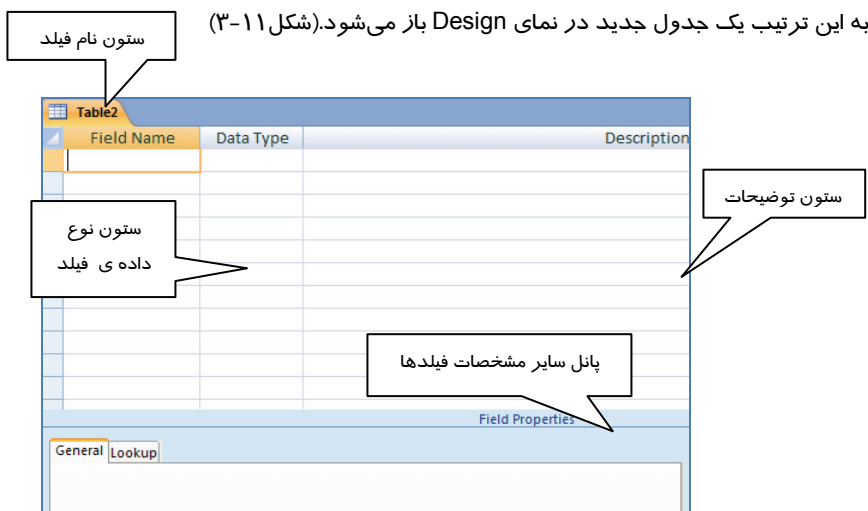 به این ترتیب یک جدول جدید در نمای Design باز می‌شود.(شکل۱۱-۳)
ستون نام فیلد
Table2
Field Name Data Type Description
ستون توضیحات
ستون نوع
داده ی فیلد
پانل سایر مشخصات فیلدها
Field Properties
General Lookup